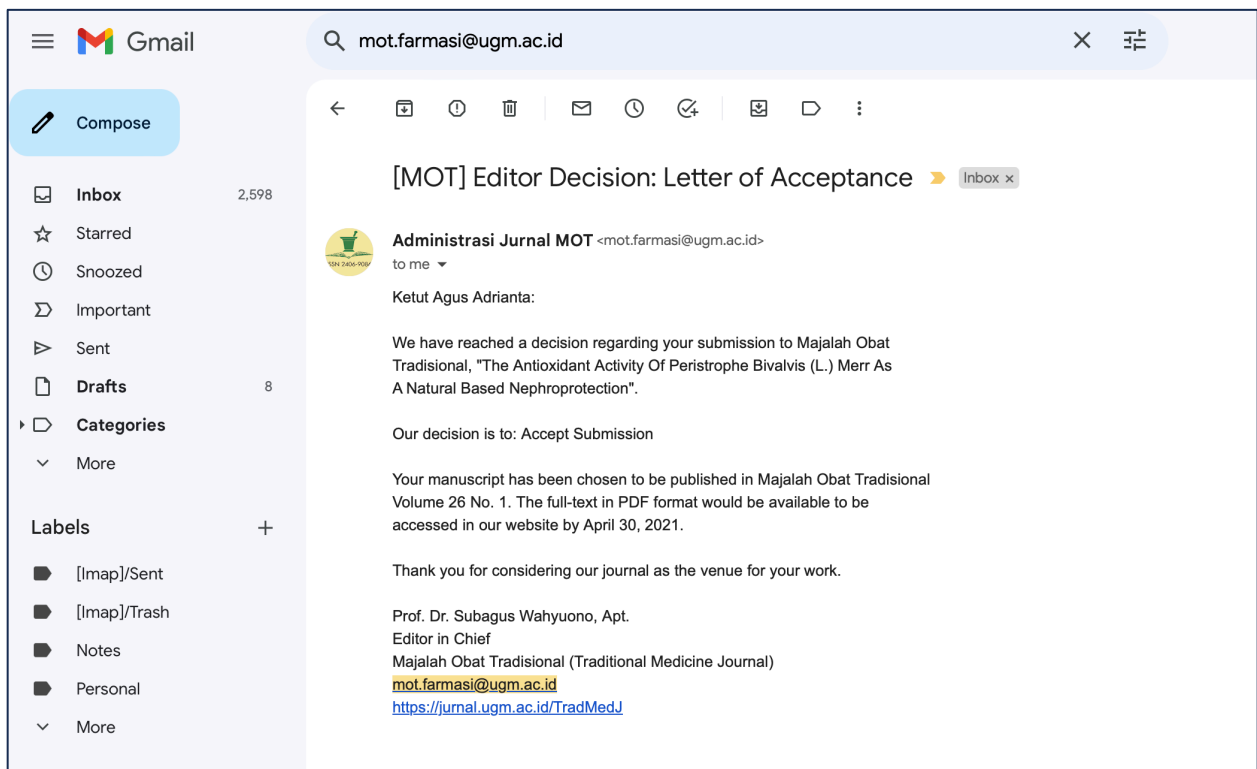 Gmail
mot.farmasi@ugm.ac.id
Compose
Inbox 2,598
Starred
Snoozed
Important
Sent
Drafts 8
Categories
More
Labels
[Imap]/Sent
[Imap]/Trash
Notes
Personal
More
[MOT] Editor Decision: Letter of Acceptance Inbox x
Administrasi Jurnal MOT <mot.farmasi@ugm.ac.id>
to me
Ketut Agus Adrianta:
We have reached a decision regarding your submission to Majalah Obat
Tradisional, "The Antioxidant Activity Of Peristrophe Bivalvis (L.) Merr As
A Natural Based Nephroprotection".
Our decision is to: Accept Submission
Your manuscript has been chosen to be published in Majalah Obat Tradisional
Volume 26 No. 1. The full-text in PDF format would be available to be
accessed in our website by April 30, 2021.
Thank you for considering our journal as the venue for your work.
Prof. Dr. Subagus Wahyuono, Apt.
Editor in Chief
Majalah Obat Tradisional (Traditional Medicine Journal)
mot.farmasi@ugm.ac.id
https://jurnal.ugm.ac.id/TradMedJ